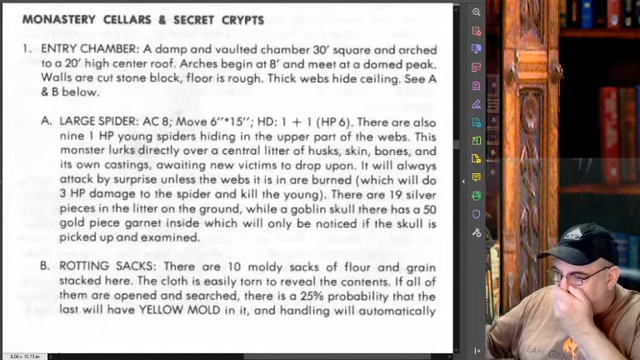 MONASTERY CELLARS & SECRET CRYPTS
1. ENTRY CHAMBER: A damp and vaulted chamber 30' square and arched
to a 20' high center roof. Arches begin at 8' and meet at a domed peak.
Walls are cut stone block, floor is rough. Thick webs hide ceiling. See A
& B below.
A. LARGE SPIDER: AC 8; Move 6"*15"; HD: 1 + 1 (HP 6). There are also
nine 1 HP young spiders hiding in the upper part of the webs. This
monster lurks directly over a central litter of husks, skin, bones, and
its own castings, awaiting new victims to drop upon. It will always
attack by surprise unless the webs it is in are burned (which will do
3 HP damage to the spider and kill the young). There are 19 silver
pieces in the litter on the ground, while a goblin skull there has a 50
gold piece garnet inside which will only be noticed if the skull is
picked up and examined.
B. ROTTING SACKS: There are 10 moldy sacks of flour and grain
stacked here. The cloth is easily torn to reveal the contents. If all of
them are opened and searched, there is a 25% probability that the
last will have YELLOW MOLD in it, and handling will automatically